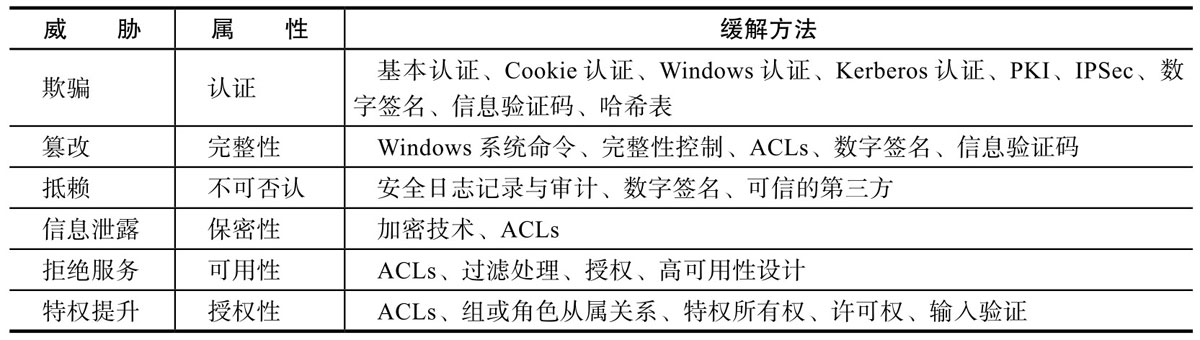 威 胁 属 性 缓解方法
欺骗 认证 基本认证、Cookie 认证、Windows 认证、Kerberos 认证、PKI、IPSec、数
字签名、信息验证码、哈希表
篡改 完整性 Windows 系统命令、完整性控制、ACLs、数字签名、信息验证码
抵赖 不可否认 安全日志记录与审计、数字签名、可信的第三方
信息泄露 保密性 加密技术、ACLs
拒绝服务 可用性 ACLs、过滤处理、授权、高可用性设计
特权提升 授权性 ACLs、组或角色从属关系、特权所有权、许可权、输入验证